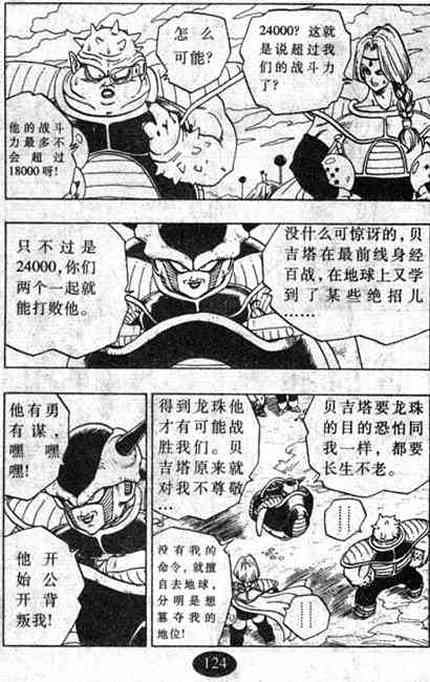 24000？这就
是说超过我
们的战斗力
了？
怎么
可能？
他的战斗
力最多不
会超过
18000呀！
没什么可惊讶的，贝
吉塔在最前线身经
百战，在地球上又学
到了某些绝招儿
……
只不过是
24000，你们
两个一起就
能打败他。
贝吉塔要龙珠
的目的恐怕同
我一样，都要
长生不老。
得到龙珠他
才有可能战
胜我们。贝
吉塔原来就
对我不尊敬
…
他有勇
有谋，
嘿嘿
嘿！
他开
始公
开背
叛我！
……
没有我的
命令，就擅
自去地球，
分明是想
篡夺我的
地位！
……
124